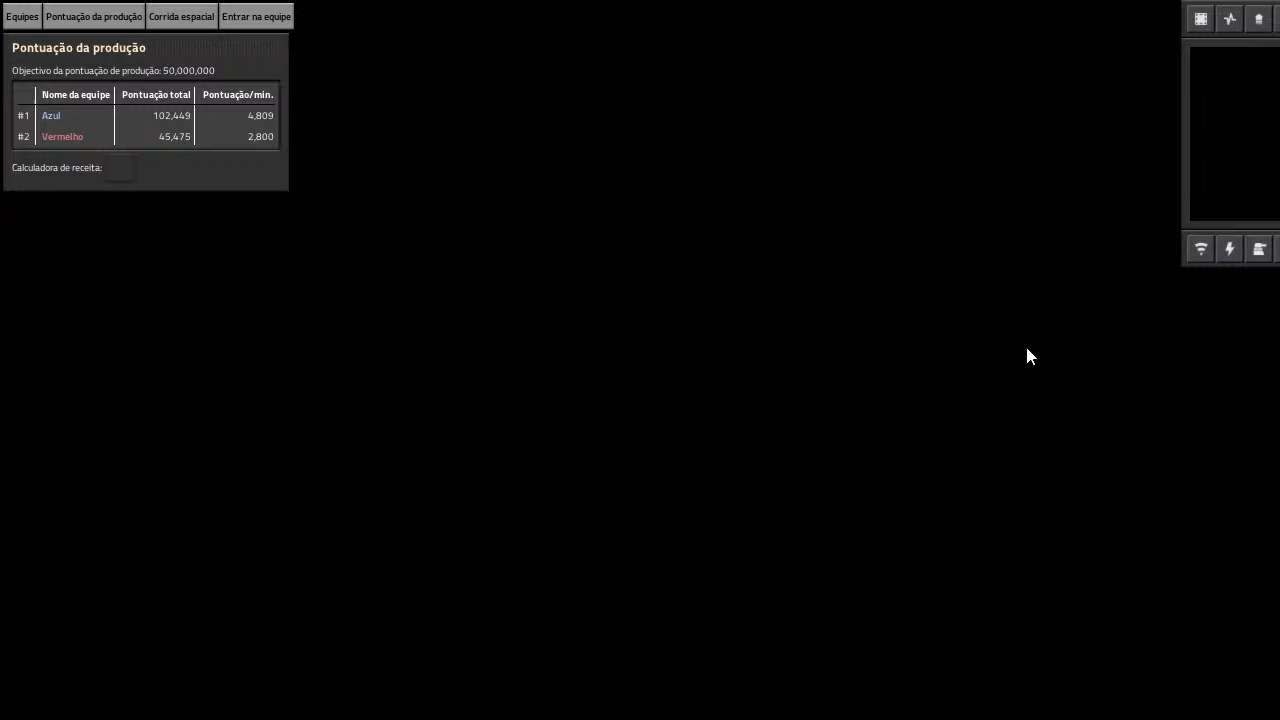 Equipes Pontuação da produção Corrida espacial Entrar na equipe
Pontuação da produção
Objectivo da pontuação de produção: 50,000,000
Nome da equipe Pontuação total Pontuação/min.
#1 Azul 102,449 4,809
#2 Vermelho 45,475 2,800
Calculadora de receita: